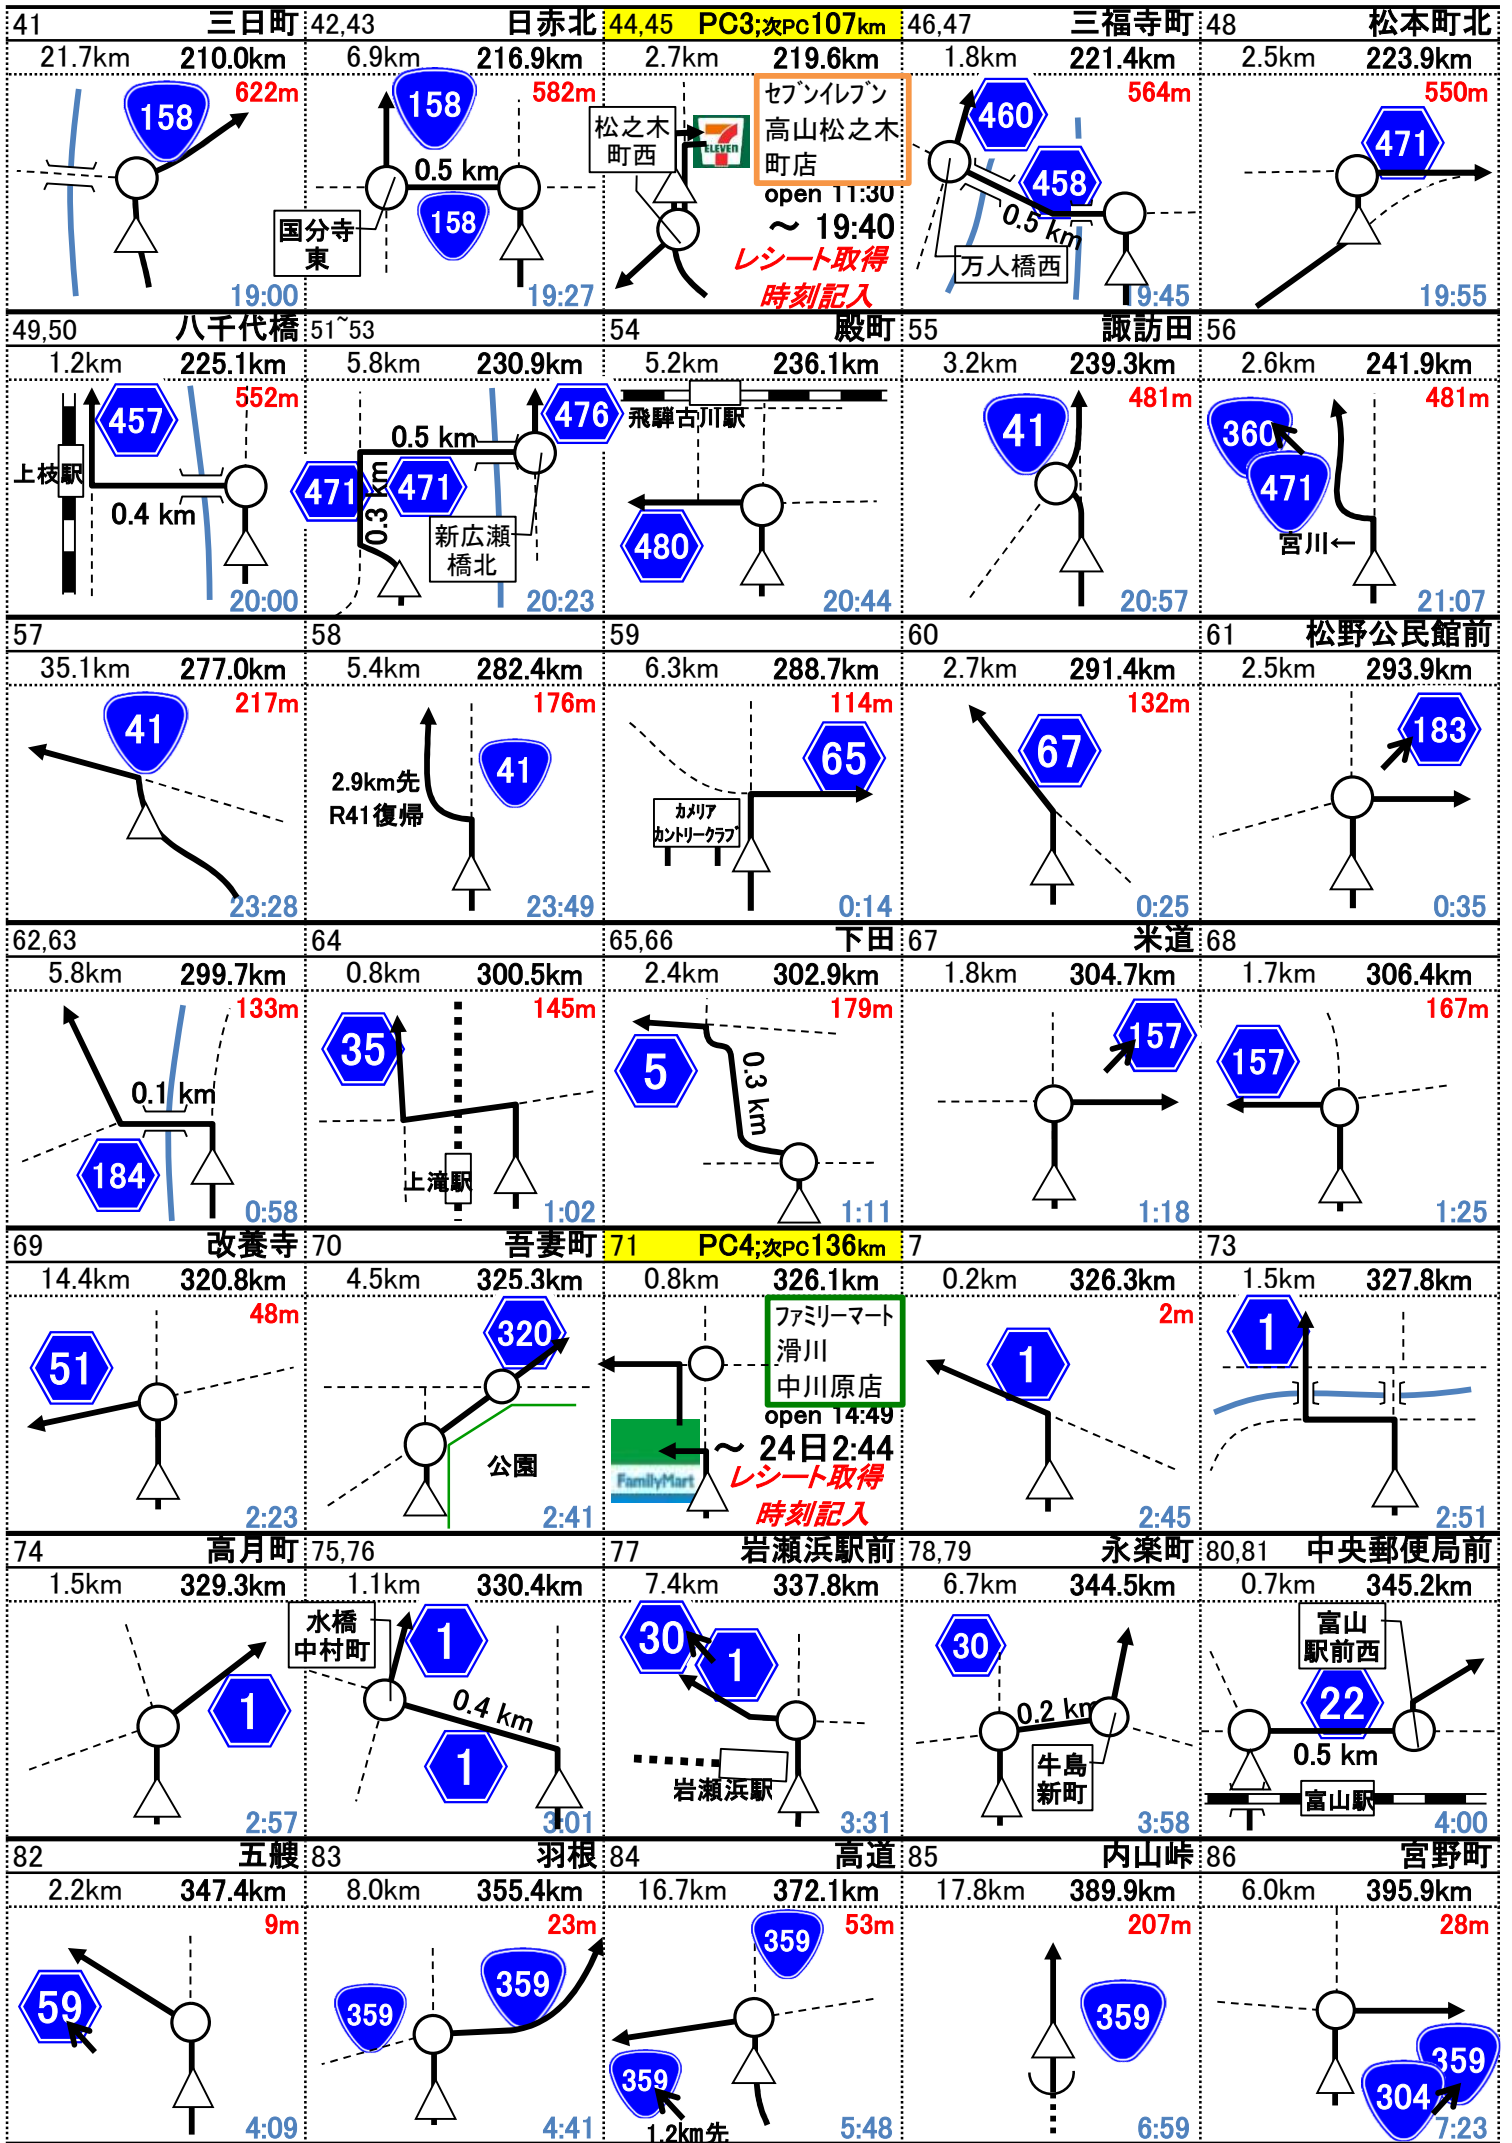 41 三日町
21.7km 210.0km
622m
158
19:00
42,43 日赤北
6.9km 216.9km
582m
158
0.5 km
158
国分寺
東
19:27
44,45 PC3;次PC107km
2.7km 219.6km
セブンイレブン
高山松之木
町店
松之木
町西
7
ELEVEN
open 11:30
～ 19:40
レシート取得
時刻記入
46,47 三福寺町
1.8km 221.4km
564m
460
458
0.5 km
万人橋西
19:45
48 松本町北
2.5km 223.9km
550m
471
19:55
49,50 八千代橋
1.2km 225.1km
552m
457
上枝駅
0.4 km
20:00
51~53
5.8km 230.9km
476
0.5 km
471
0.3 km
471
新広瀬
橋北
20:23
54 殿町
5.2km 236.1km
飛騨古川駅
480
20:44
55 諏訪田
3.2km 239.3km
481m
41
20:57
56
2.6km 241.9km
481m
360
471
宮川←
21:07
57
35.1km 277.0km
217m
41
23:28
58
5.4km 282.4km
176m
41
2.9km先
R41復帰
23:49
59
6.3km 288.7km
114m
65
カメリア
カントリークラブ
0:14
60
2.7km 291.4km
132m
67
0:25
61 松野公民館前
2.5km 293.9km
183
0:35
62,63
5.8km 299.7km
133m
0.1 km
184
0:58
64
0.8km 300.5km
145m
35
上滝駅
1:02
65,66 下田
2.4km 302.9km
179m
5
0.3 km
1:11
67 米道
1.8km 304.7km
157
1:18
68
1.7km 306.4km
167m
157
1:25
69 改養寺
14.4km 320.8km
48m
51
2:23
70 吾妻町
4.5km 325.3km
320
公園
2:41
71 PC4;次PC136km
0.8km 326.1km
ファミリーマート
滑川
中川原店
open 14:49
～ 24日2:44
FamilyMart
レシート取得
時刻記入
7
0.2km 326.3km
2m
1
2:45
73
1.5km 327.8km
1
2:51
74 高月町
1.5km 329.3km
1
2:57
75,76
1.1km 330.4km
水橋
中村町
1
0.4 km
1
3:01
77 岩瀬浜駅前
7.4km 337.8km
30
1
岩瀬浜駅
3:31
78,79 永楽町
6.7km 344.5km
30
0.2 km
牛島
新町
3:58
80,81 中央郵便局前
0.7km 345.2km
富山
駅前西
22
0.5 km
富山駅
4:00
82 五艘
2.2km 347.4km
9m
59
4:09
83 羽根
8.0km 355.4km
23m
359
359
4:41
84 高道
16.7km 372.1km
53m
359
359
1.2km先
5:48
85 内山峠
17.8km 389.9km
207m
359
6:59
86 宮野町
6.0km 395.9km
28m
359
304
7:23